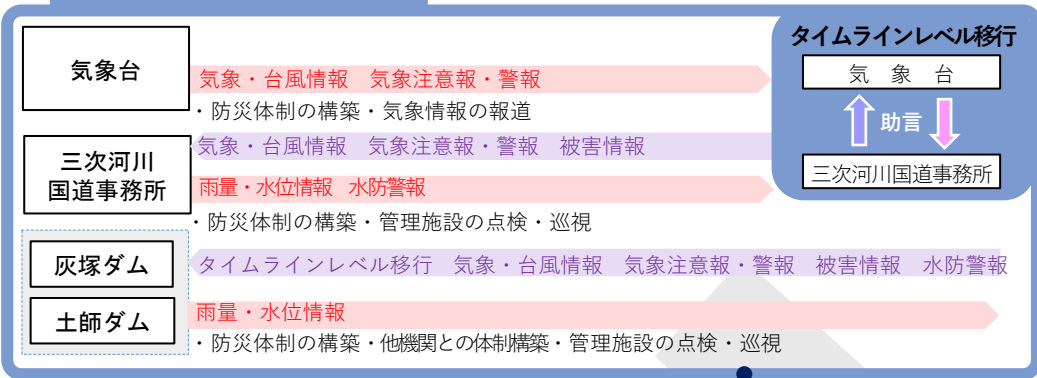 気象台
気象・台風情報　気象注意報・警報
・防災体制の構築・気象情報の報道
三次河川
国道事務所
気象・台風情報　気象注意報・警報　被害情報
雨量・水位情報　水防警報
・防災体制の構築・管理施設の点検・巡視
灰塚ダム
タイムラインレベル移行　気象・台風情報　気象注意報・警報　被害情報　水防警報
土師ダム
雨量・水位情報
・防災体制の構築・他機関との体制構築・管理施設の点検・巡視
タイムラインレベル移行
気　象　台
助言
三次河川国道事務所